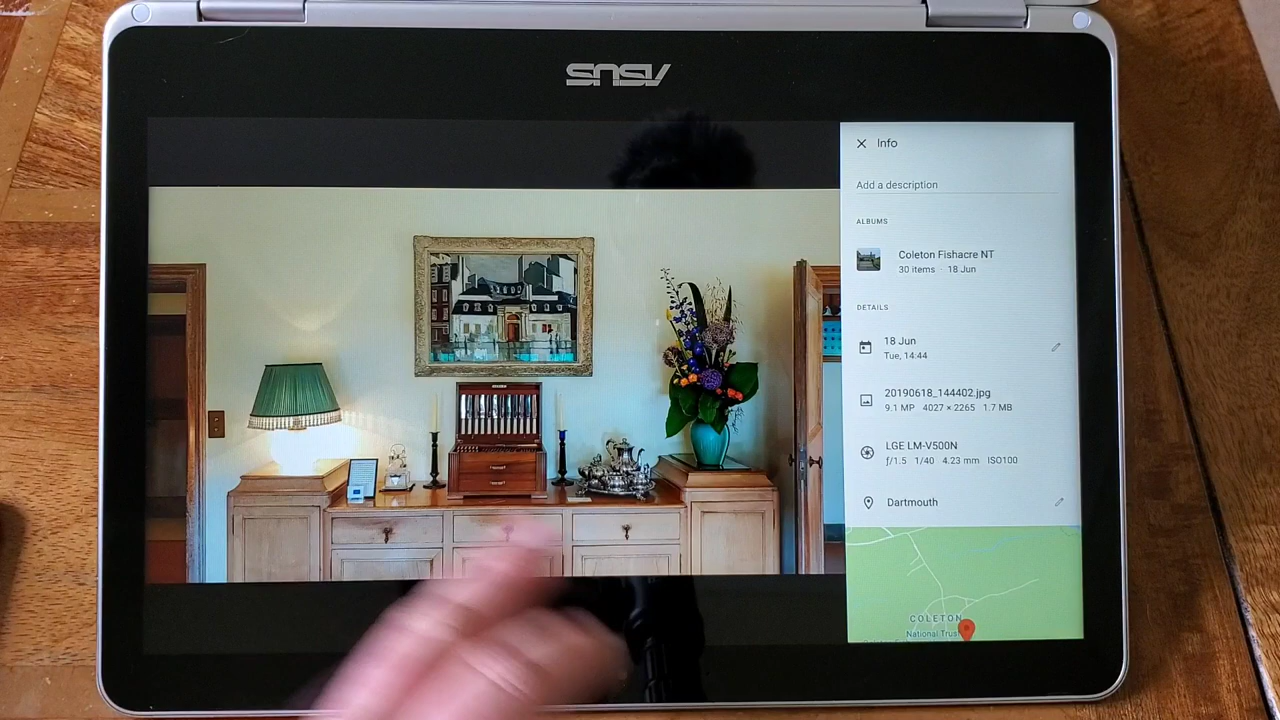 ASUS
Info
Add a description
ALBUMS
Coleton Fishacre NT
30 items · 18 Jun
DETAILS
18 Jun
Tue, 14:44
20190618_144402.jpg
9.1 MP 4027 × 2265 1.7 MB
LGE LM-V500N
ƒ/1.5 1/40 4.23 mm ISO100
Dartmouth
COLETON
National Trust